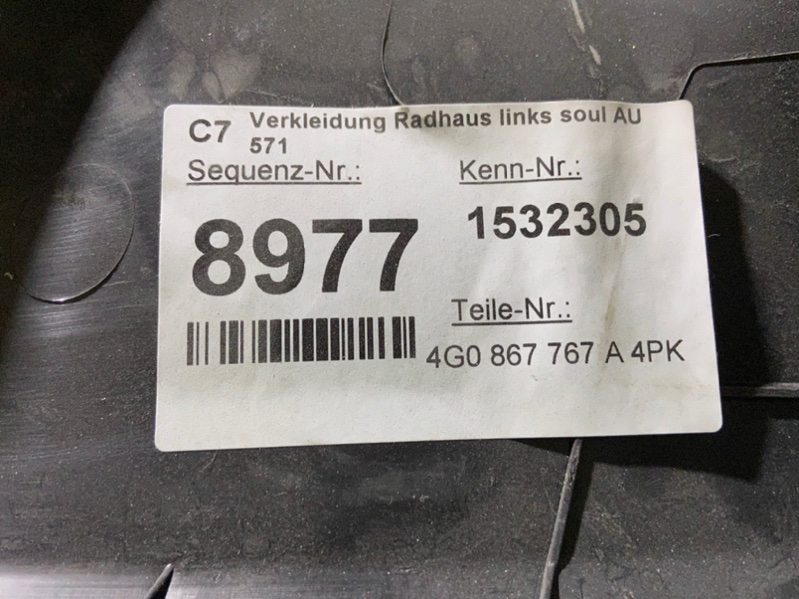 C7 Verkleidung Radhaus links soul AU
571
Sequenz-Nr.: Kenn-Nr.:
8977 1532305
Teile-Nr.:
4G0 867 767 A 4PK